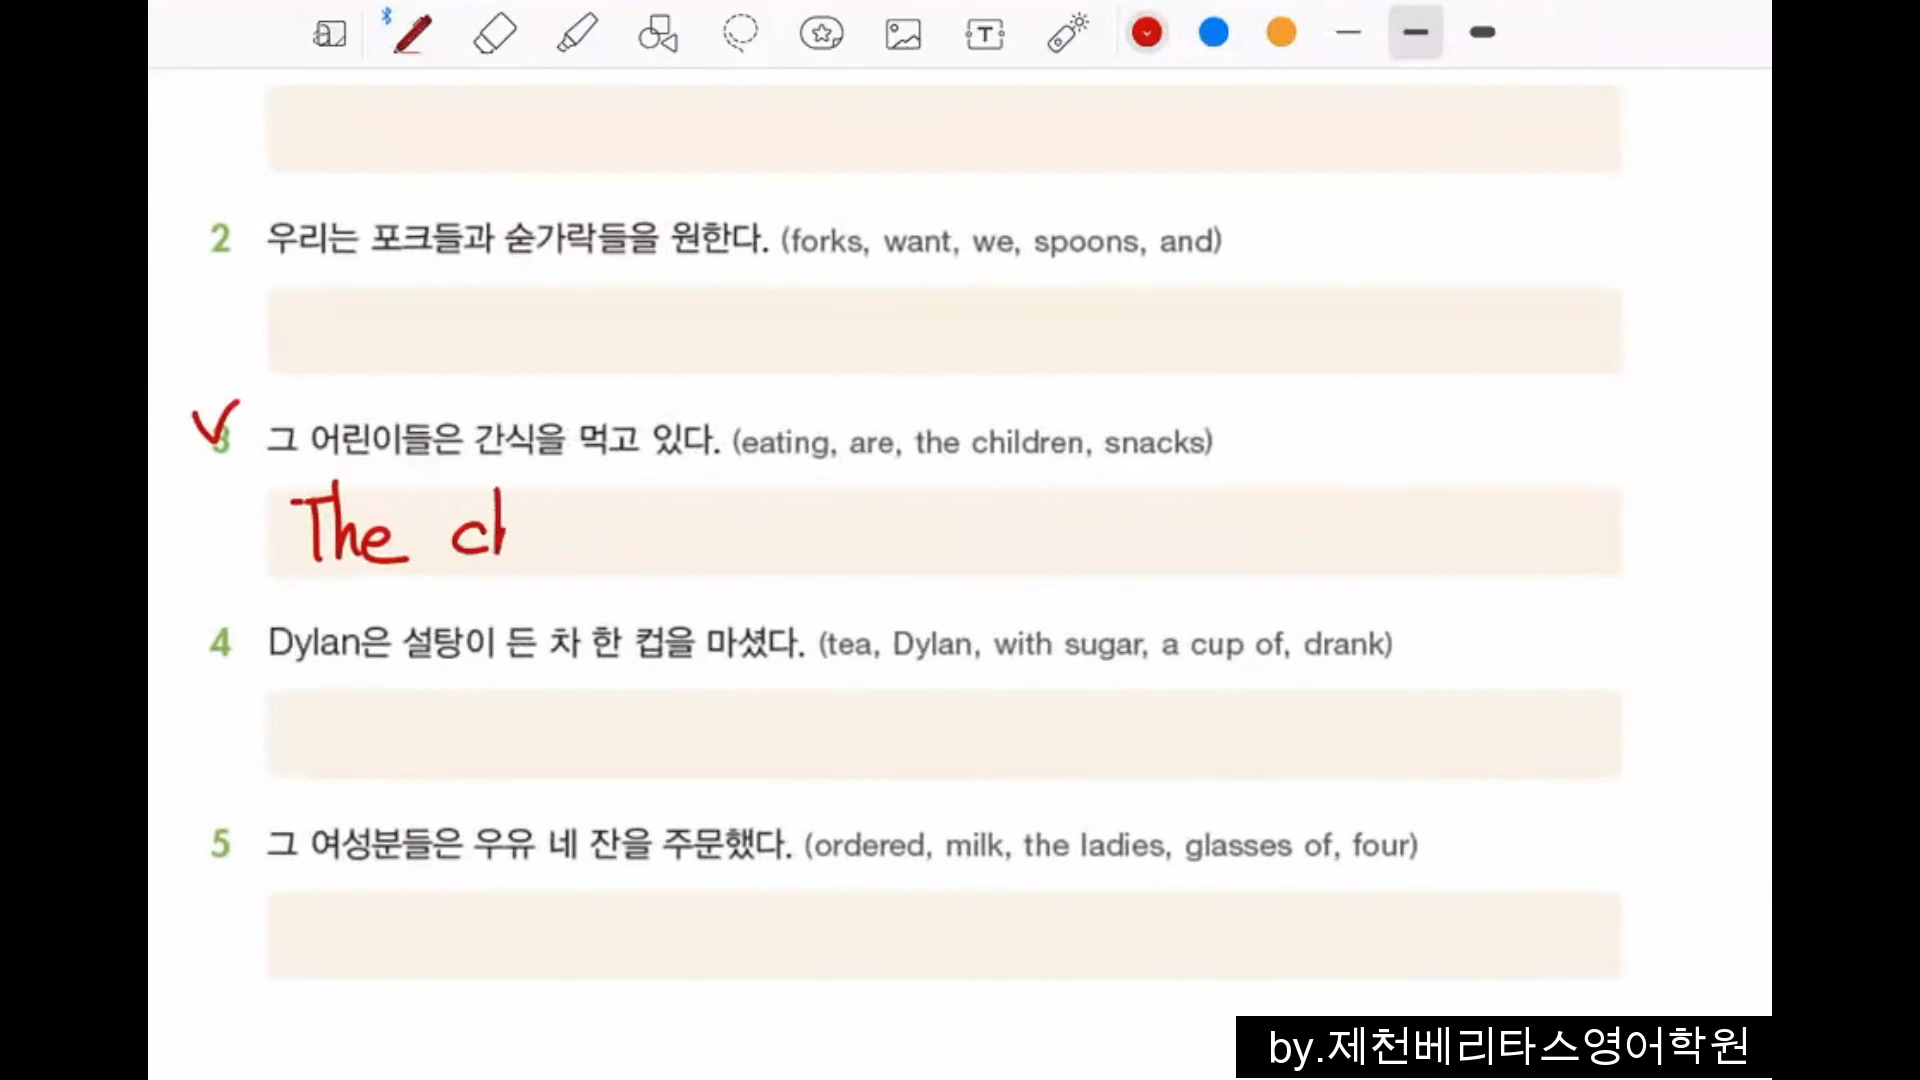 2 우리는 포크들과 숟가락들을 원한다. (forks, want, we, spoons, and)
3 그 어린이들은 간식을 먹고 있다. (eating, are, the children, snacks)
The ch
4 Dylan은 설탕이 든 차 한 컵을 마셨다. (tea, Dylan, with sugar, a cup of, drank)
5 그 여성분들은 우유 네 잔을 주문했다. (ordered, milk, the ladies, glasses of, four)
by.제천베리타스영어학원